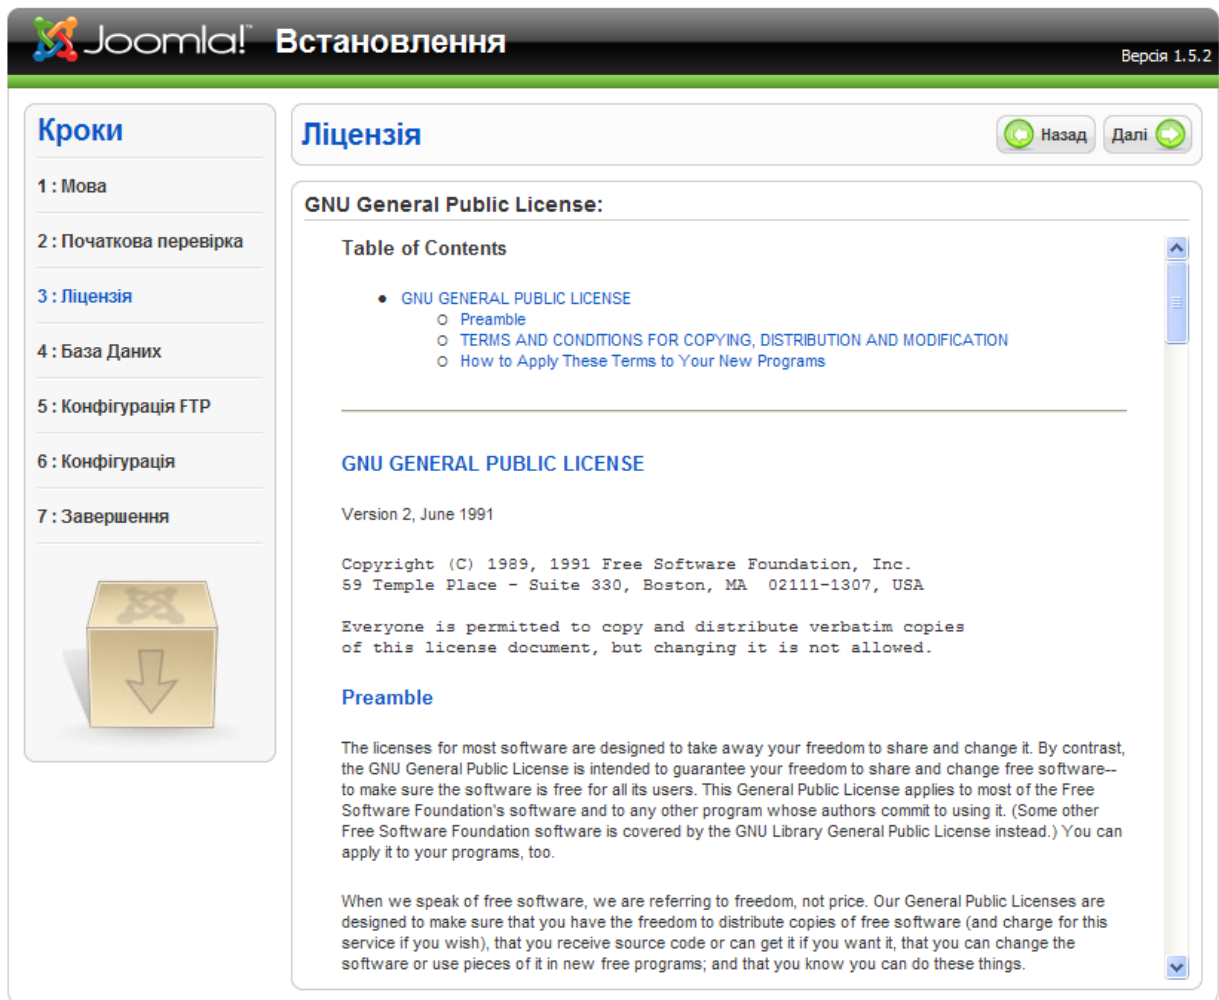 Joomla!™ Встановлення
Версія 1.5.2
Кроки
1 : Мова
2 : Початкова перевірка
3 : Ліцензія
4 : База Даних
5 : Конфігурація FTP
6 : Конфігурація
7 : Завершення
Ліцензія
Назад
Далі
GNU General Public License:
Table of Contents
● GNU GENERAL PUBLIC LICENSE
○ Preamble
○ TERMS AND CONDITIONS FOR COPYING, DISTRIBUTION AND MODIFICATION
○ How to Apply These Terms to Your New Programs
GNU GENERAL PUBLIC LICENSE
Version 2, June 1991
Copyright (C) 1989, 1991 Free Software Foundation, Inc.
59 Temple Place - Suite 330, Boston, MA  02111-1307, USA
Everyone is permitted to copy and distribute verbatim copies
of this license document, but changing it is not allowed.
Preamble
The licenses for most software are designed to take away your freedom to share and change it. By contrast,
the GNU General Public License is intended to guarantee your freedom to share and change free software--
to make sure the software is free for all its users. This General Public License applies to most of the Free
Software Foundation's software and to any other program whose authors commit to using it. (Some other
Free Software Foundation software is covered by the GNU Library General Public License instead.) You can
apply it to your programs, too.
When we speak of free software, we are referring to freedom, not price. Our General Public Licenses are
designed to make sure that you have the freedom to distribute copies of free software (and charge for this
service if you wish), that you receive source code or can get it if you want it, that you can change the
software or use pieces of it in new free programs; and that you know you can do these things.